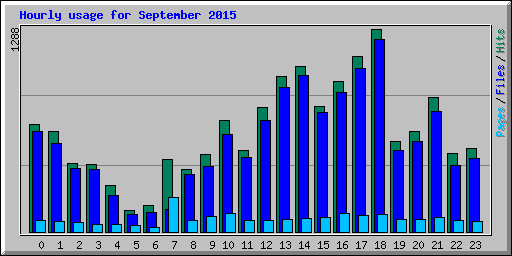 Hourly usage for September 2015
1288
Pages / Files / Hits
0 1 2 3 4 5 6 7 8 9 10 11 12 13 14 15 16 17 18 19 20 21 22 23